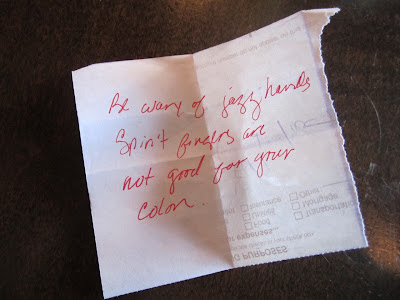 Be wary of jazz hands
Spirit fingers are
not good for your
colon.